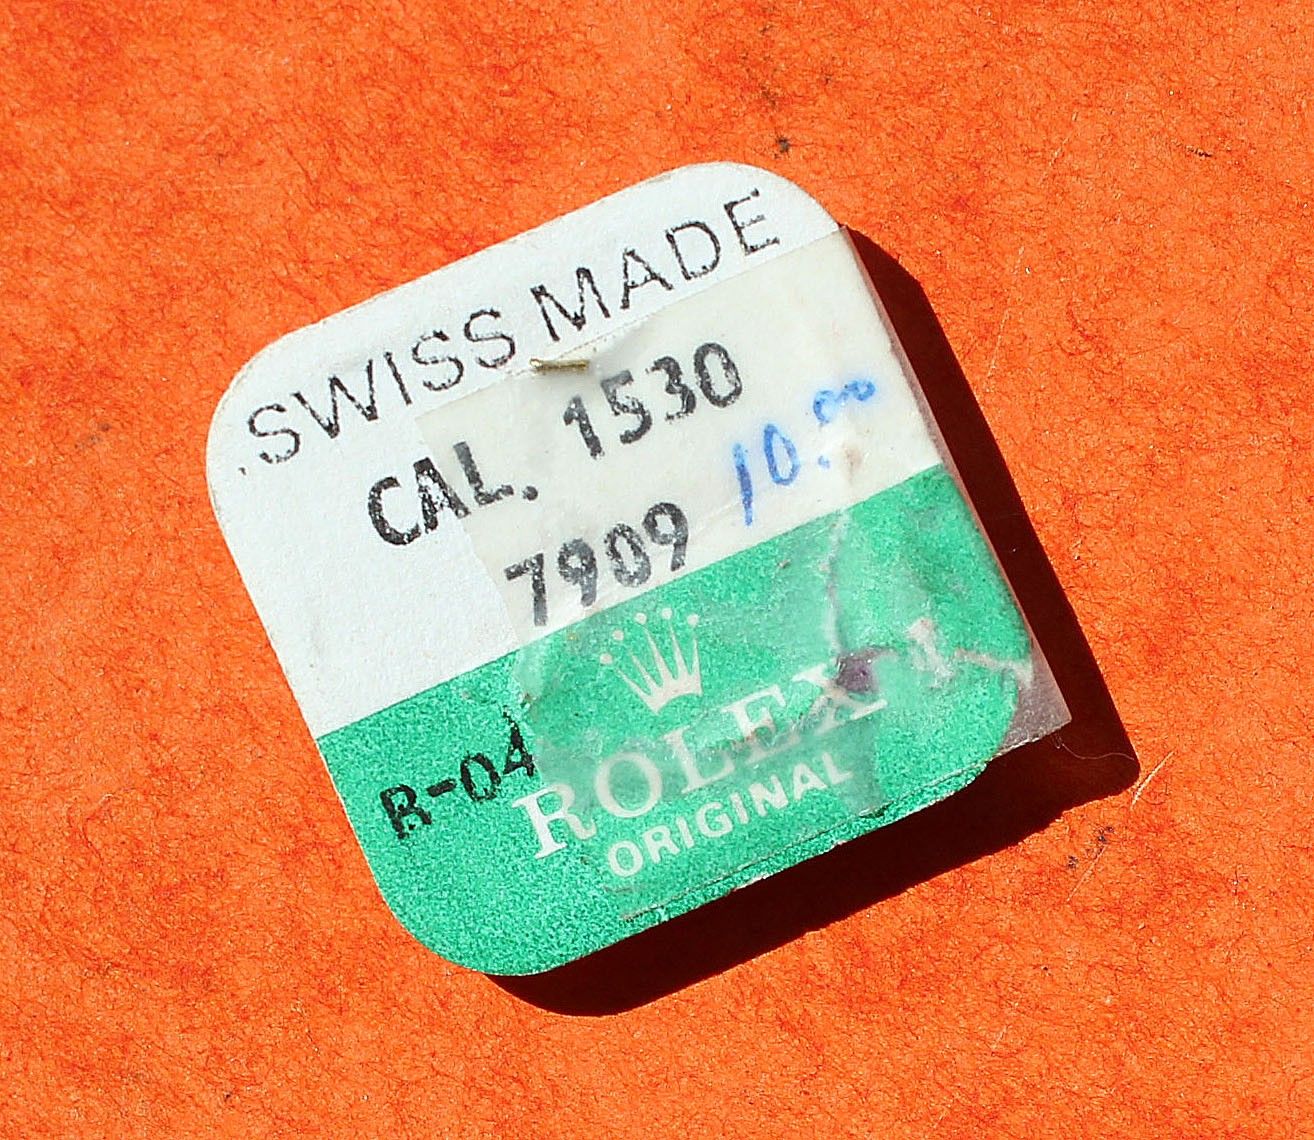 .SWISS MADE
CAL. 1530
7909 10.00
R-04
ROLEX
ORIGINAL